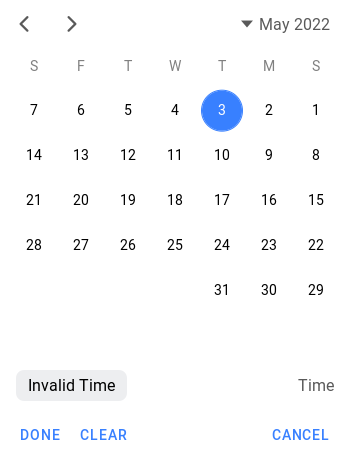 May 2022
S F T W T M S
7 6 5 4 3 2 1
14 13 12 11 10 9 8
21 20 19 18 17 16 15
28 27 26 25 24 23 22
31 30 29
Invalid Time Time
DONE CLEAR CANCEL